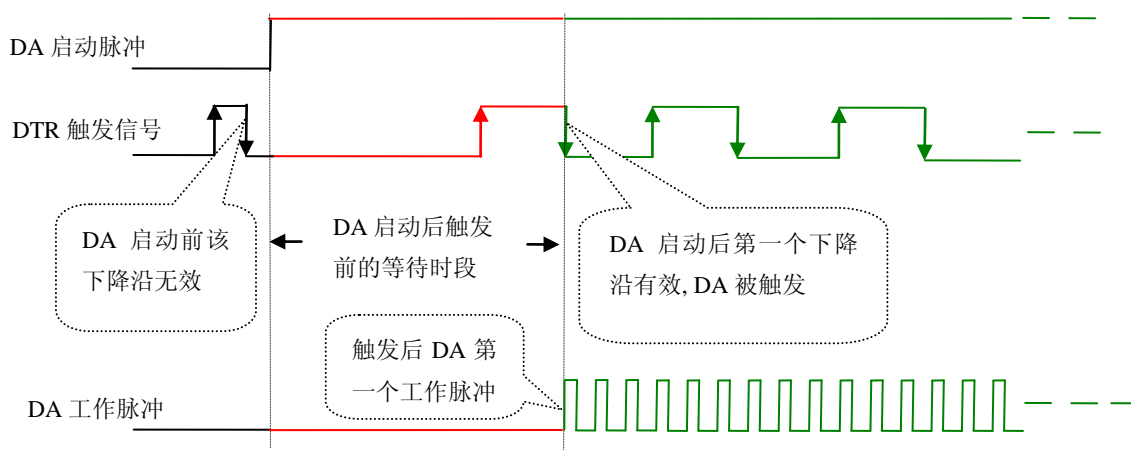 DA 启动脉冲
DTR 触发信号
DA 启动前该
下降沿无效
DA 启动后触发
前的等待时段
DA 启动后第一个下降
沿有效, DA 被触发
触发后 DA 第
一个工作脉冲
DA 工作脉冲